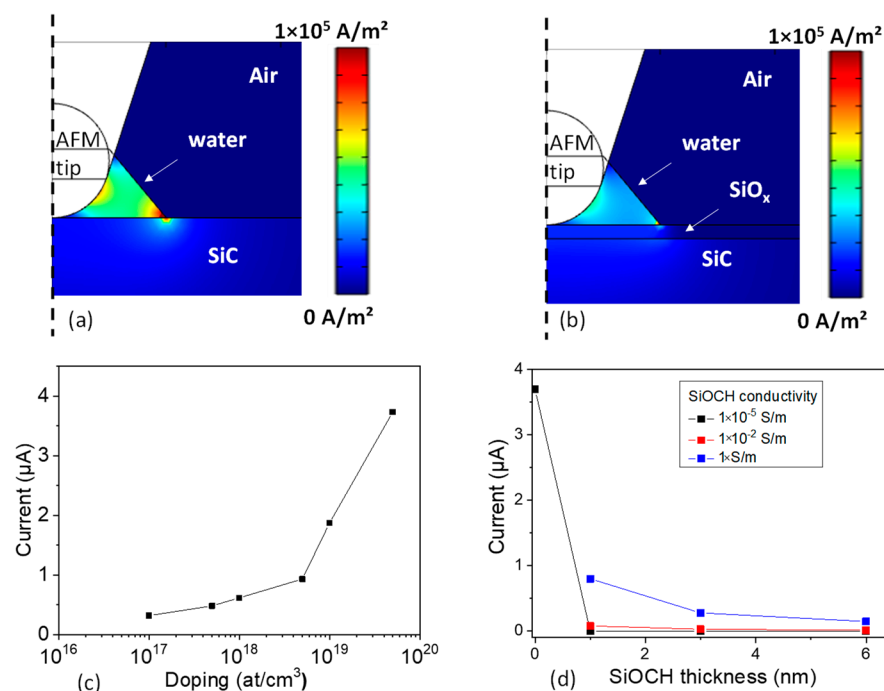 1×10⁵ A/m²
Air
AFM
tip
water
SiC
(a)
0 A/m²
1×10⁵ A/m²
Air
AFM
tip
water
SiOₓ
SiC
(b)
0 A/m²
4
3
2
1
0
Current (µA)
10¹⁶ 10¹⁷ 10¹⁸ 10¹⁹ 10²⁰
(c)
Doping (at/cm³)
4
3
2
1
0
Current (µA)
SiOCH conductivity
1×10⁻⁵ S/m
1×10⁻² S/m
1×S/m
0 2 4 6
(d)
SiOCH thickness (nm)